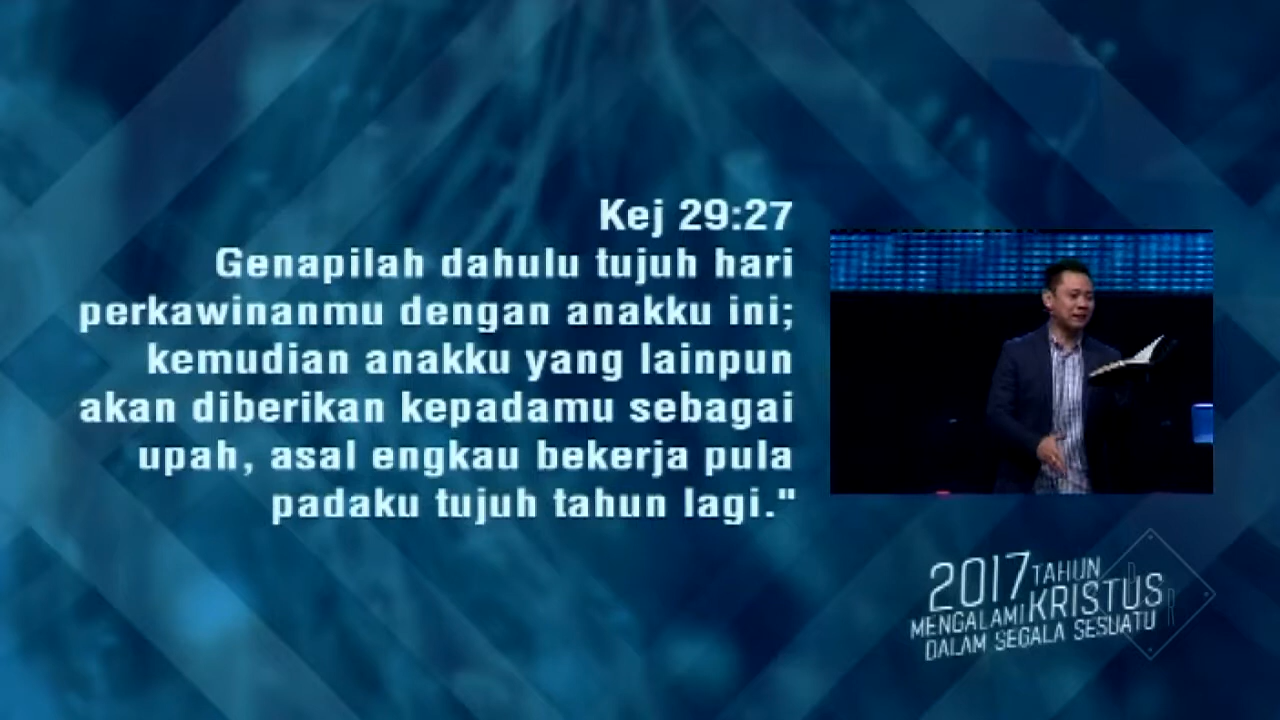 Kej 29:27
Genapilah dahulu tujuh hari
perkawinanmu dengan anakku ini;
kemudian anakku yang lainpun
akan diberikan kepadamu sebagai
upah, asal engkau bekerja pula
padaku tujuh tahun lagi."
2017 TAHUN
MENGALAMI KRISTUS
DALAM SEGALA SESUATU